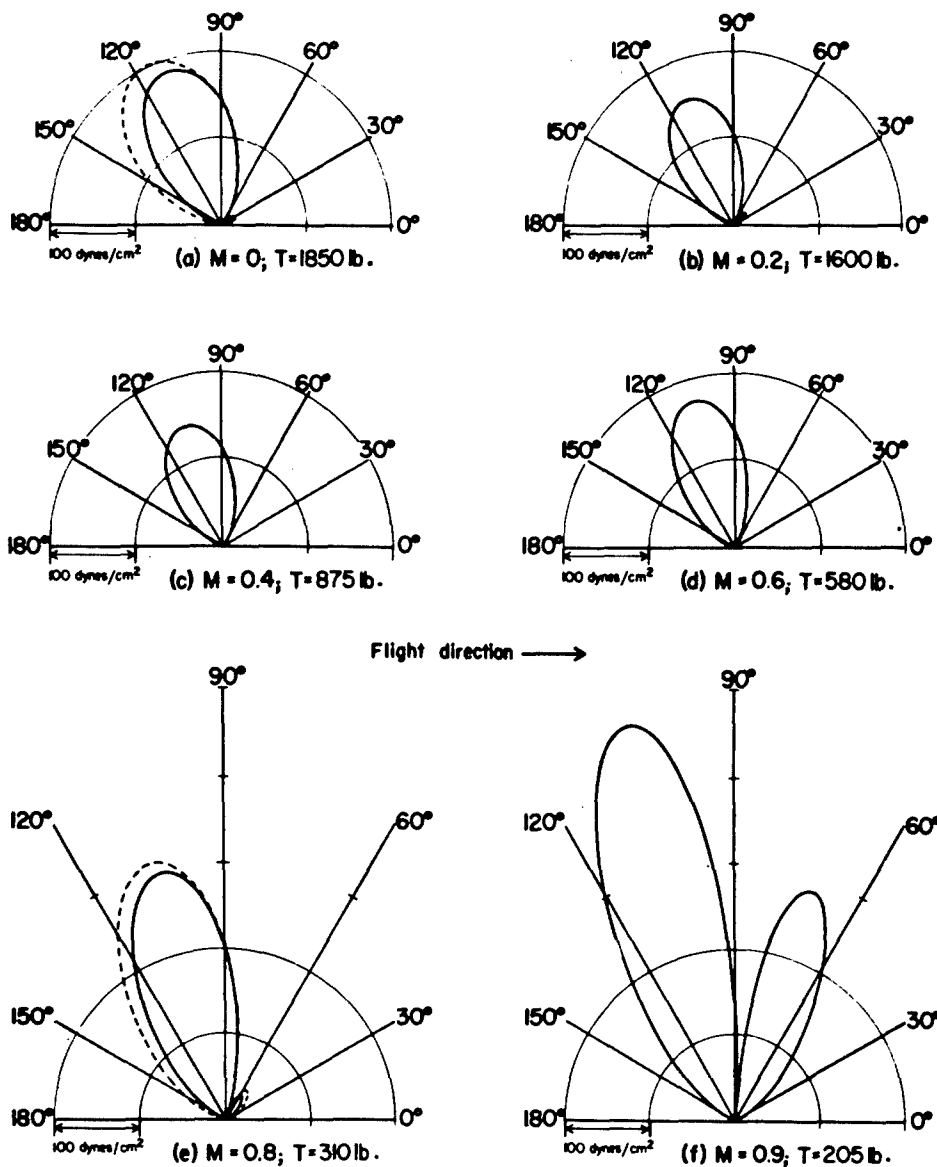 90° 90°
120° 60° 120° 60°
150° 30° 150° 30°
180° 0° 180° 0°
100 dynes/cm² 100 dynes/cm²
(a) M = 0; T=1850 lb. (b) M = 0.2; T=1600 lb.
90° 90°
120° 60° 120° 60°
150° 30° 150° 30°
180° 0° 180° 0°
100 dynes/cm² 100 dynes/cm²
(c) M = 0.4; T=875 lb. (d) M = 0.6; T=580 lb.
Flight direction
90° 90°
120° 60° 120° 60°
150° 30° 150° 30°
180° 0° 180° 0°
100 dynes/cm² 100 dynes/cm²
(e) M = 0.8; T=310 lb. (f) M = 0.9; T=205 lb.